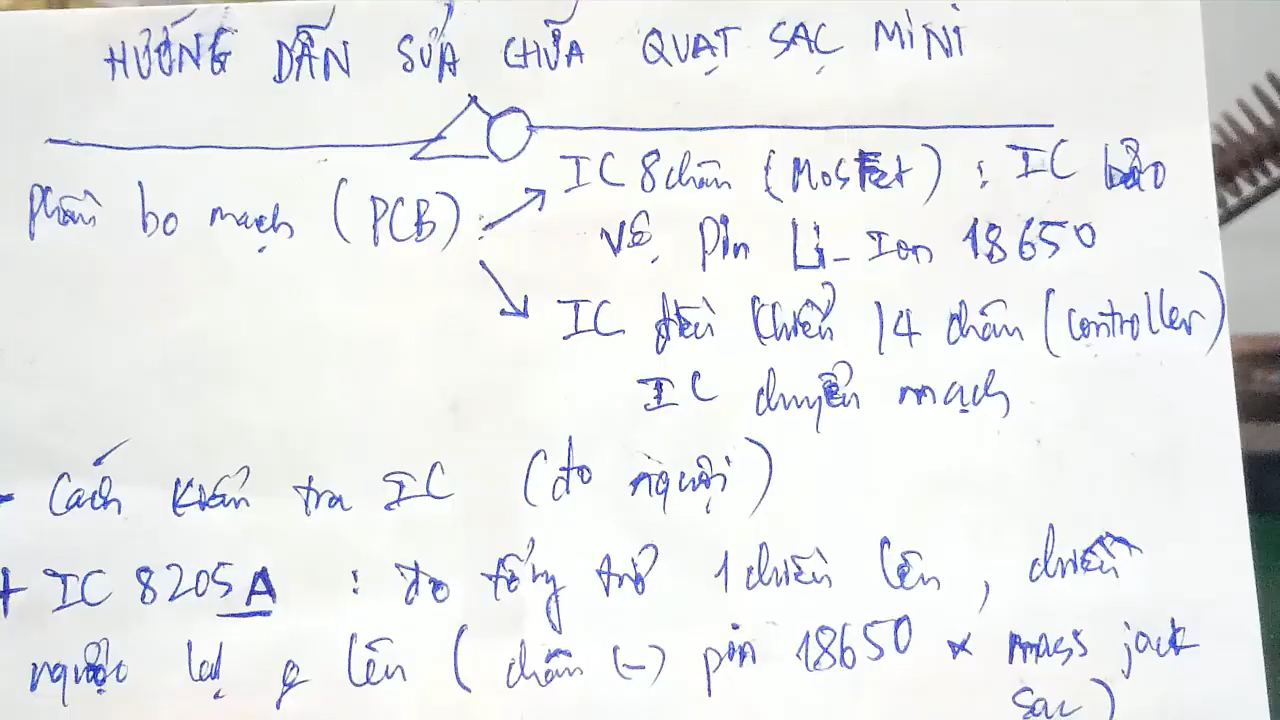 HƯỚNG DẪN SỬA CHỮA QUẠT SẠC MINI
Phần bo mạch (PCB): IC 8 chân (Mosfet): IC bảo
vệ Pin Li-Ion 18650
IC điều khiển 14 chân (controller)
IC chuyển mạch
- Cách kiểm tra IC (đo nguội)
+ IC 8205A: đo tổng trở 1 chiều lên, chiều
ngược lại lên (chân (-) pin 18650 x mass jack
sạc)